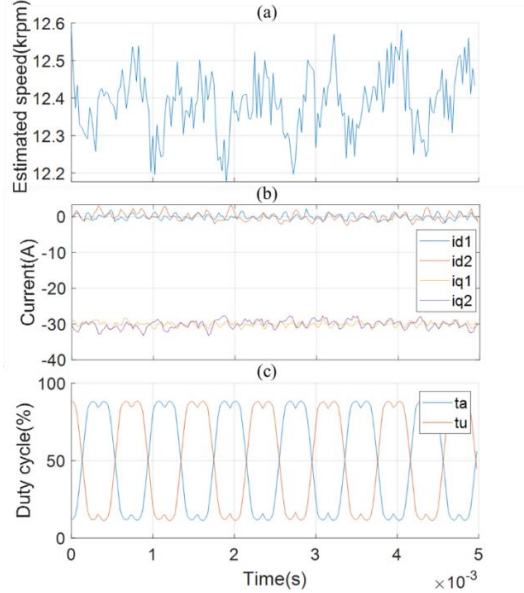 (a)
Estimated speed(krpm)
12.6
12.5
12.4
12.3
12.2
(b)
Current(A)
0
-10
-20
-30
-40
id1
id2
iq1
iq2
(c)
Duty cycle(%)
100
50
0
ta
tu
0 1 2 3 4 5
Time(s)
×10⁻³